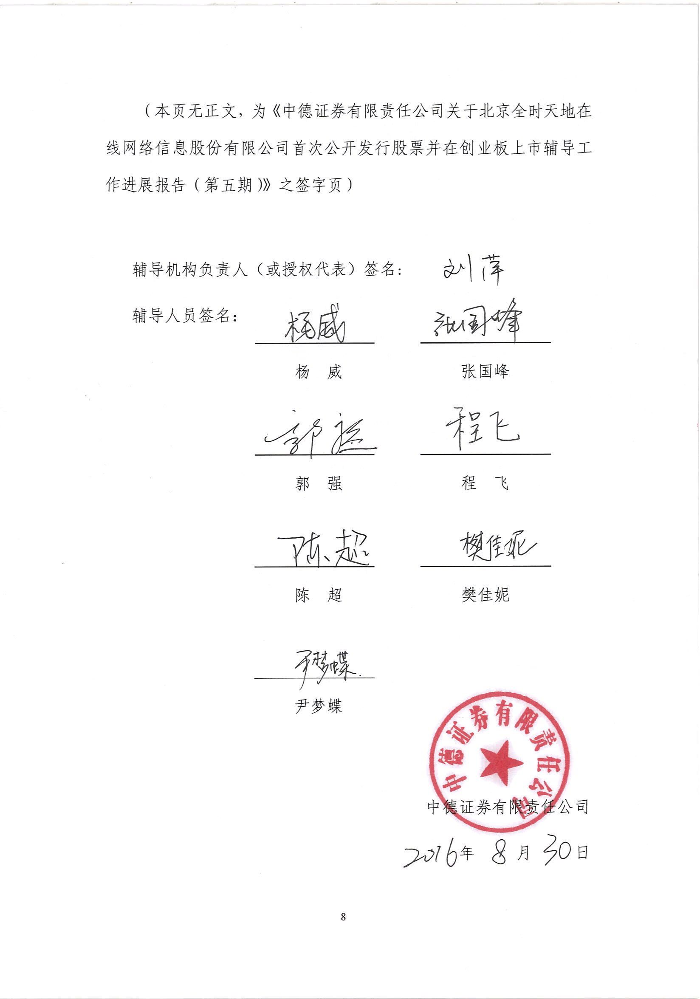 （本页无正文，为《中德证券有限责任公司关于北京全时天地在
线网络信息股份有限公司首次公开发行股票并在创业板上市辅导工
作进展报告（第五期）》之签字页）
辅导机构负责人（或授权代表）签名： 刘萍
辅导人员签名：
杨威 张国峰
杨 威 张国峰
郭强 程飞
郭 强 程 飞
陈超 樊佳妮
陈 超 樊佳妮
尹梦蝶
尹梦蝶
中德证券有限责任公司
中德证券有限责任公司
2016年 8 月 30日
8